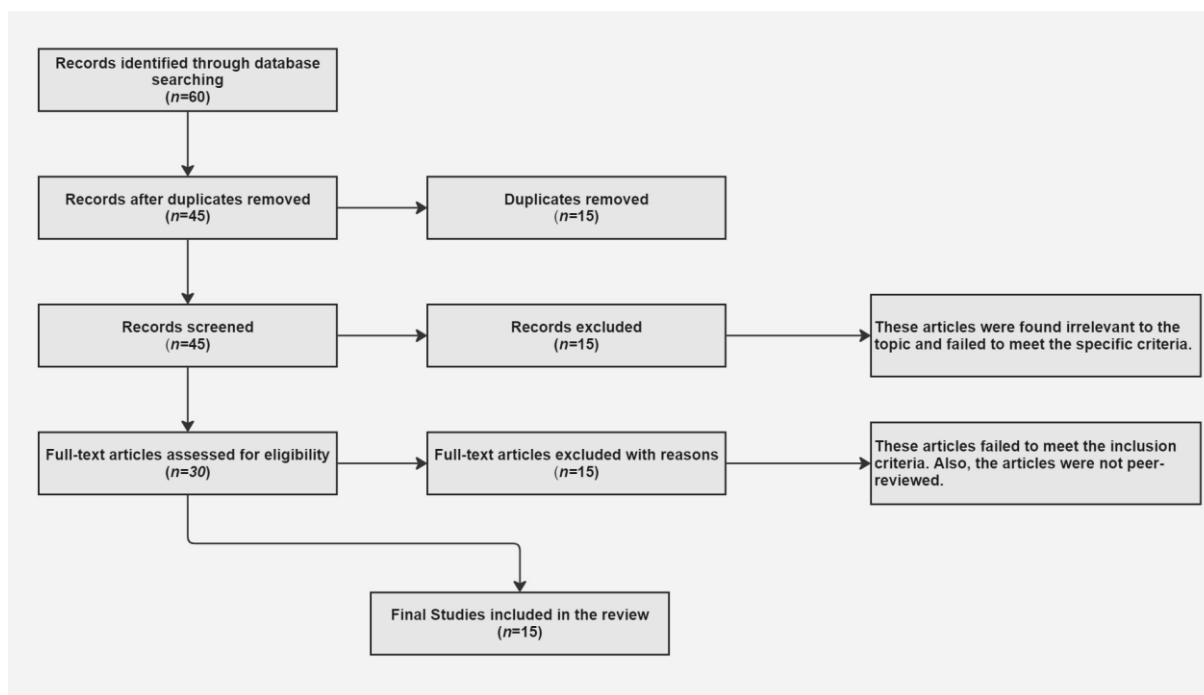 Records identified through database
searching
(n=60)
Records after duplicates removed
(n=45)
Duplicates removed
(n=15)
Records screened
(n=45)
Records excluded
(n=15)
These articles were found irrelevant to the
topic and failed to meet the specific criteria.
Full-text articles assessed for eligibility
(n=30)
Full-text articles excluded with reasons
(n=15)
These articles failed to meet the inclusion
criteria. Also, the articles were not peer-
reviewed.
Final Studies included in the review
(n=15)